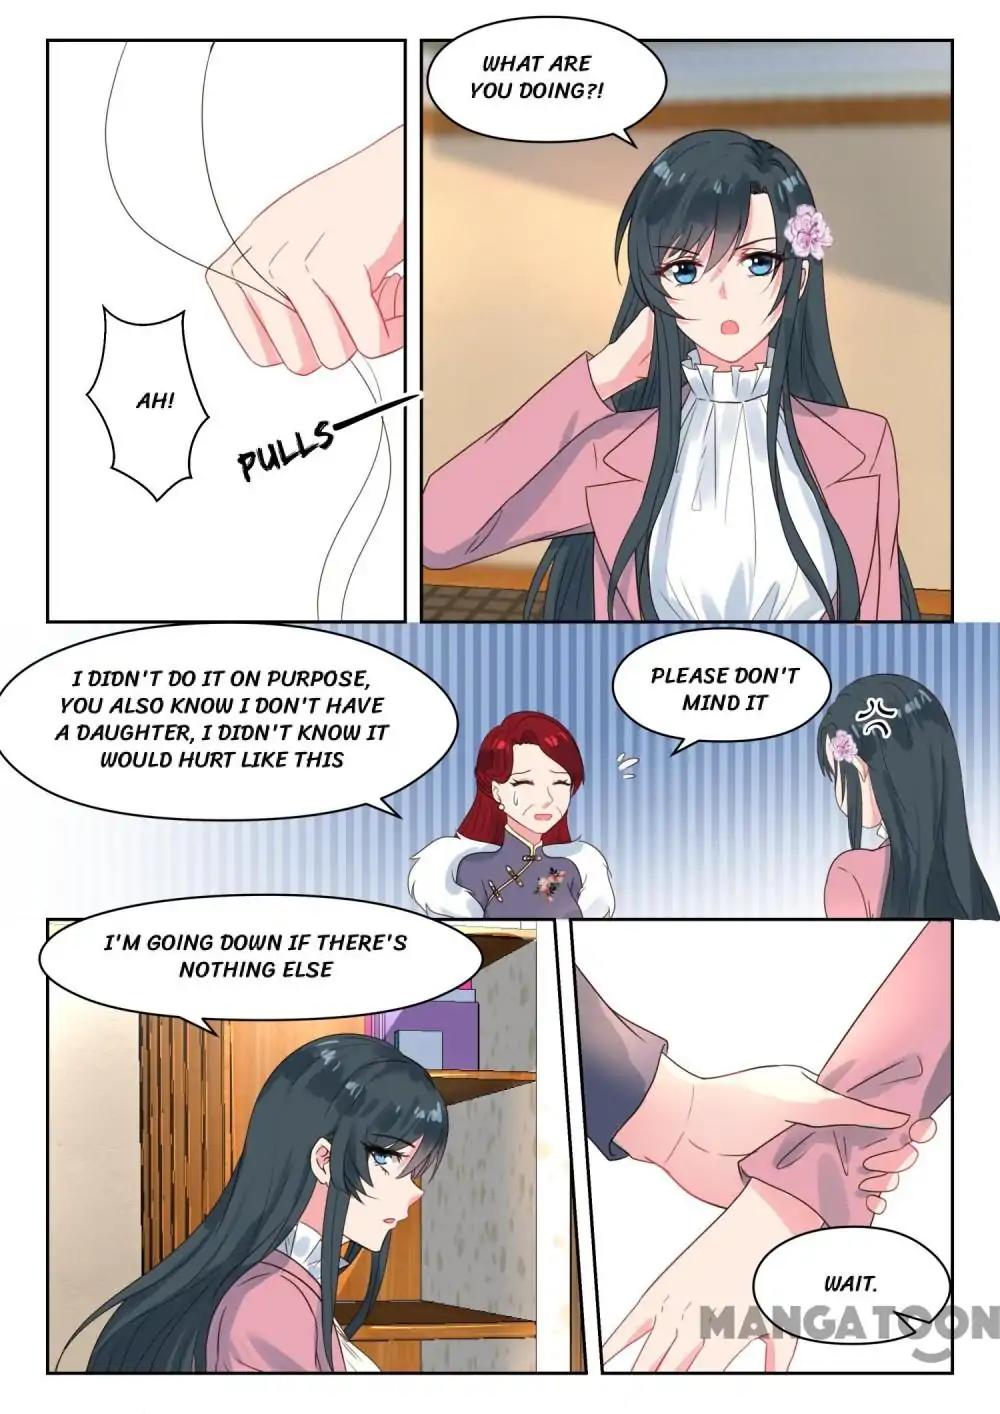 WHAT ARE
YOU DOING?!
AH!
PULLS
I DIDN'T DO IT ON PURPOSE,
YOU ALSO KNOW I DON'T HAVE
A DAUGHTER, I DIDN'T KNOW IT
WOULD HURT LIKE THIS
PLEASE DON'T
MIND IT
I'M GOING DOWN IF THERE'S
NOTHING ELSE
WAIT.
MANGATOON